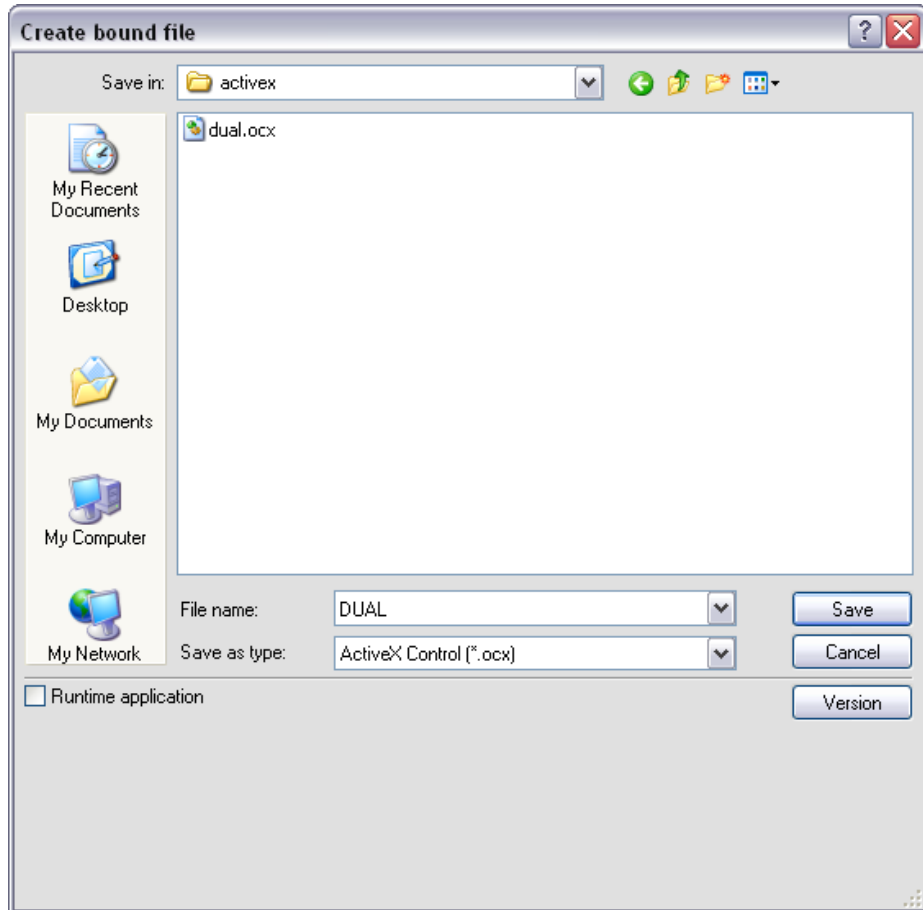 Create bound file
Save in: activex
dual.ocx
My Recent
Documents
Desktop
My Documents
My Computer
My Network
File name: DUAL Save
Save as type: ActiveX Control (*.ocx) Cancel
Runtime application Version